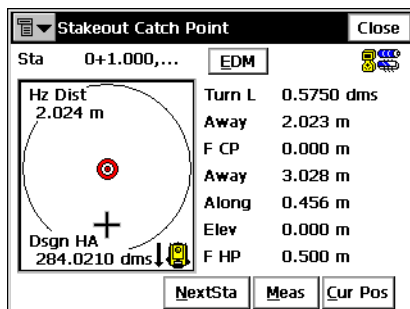 Stakeout Catch Point Close
Sta 0+1.000,... EDM
Hz Dist
2.024 m
Dsgn HA
284.0210 dms
Turn L 0.5750 dms
Away 2.023 m
F CP 0.000 m
Away 3.028 m
Along 0.456 m
Elev 0.000 m
F HP 0.500 m
NextSta Meas Cur Pos